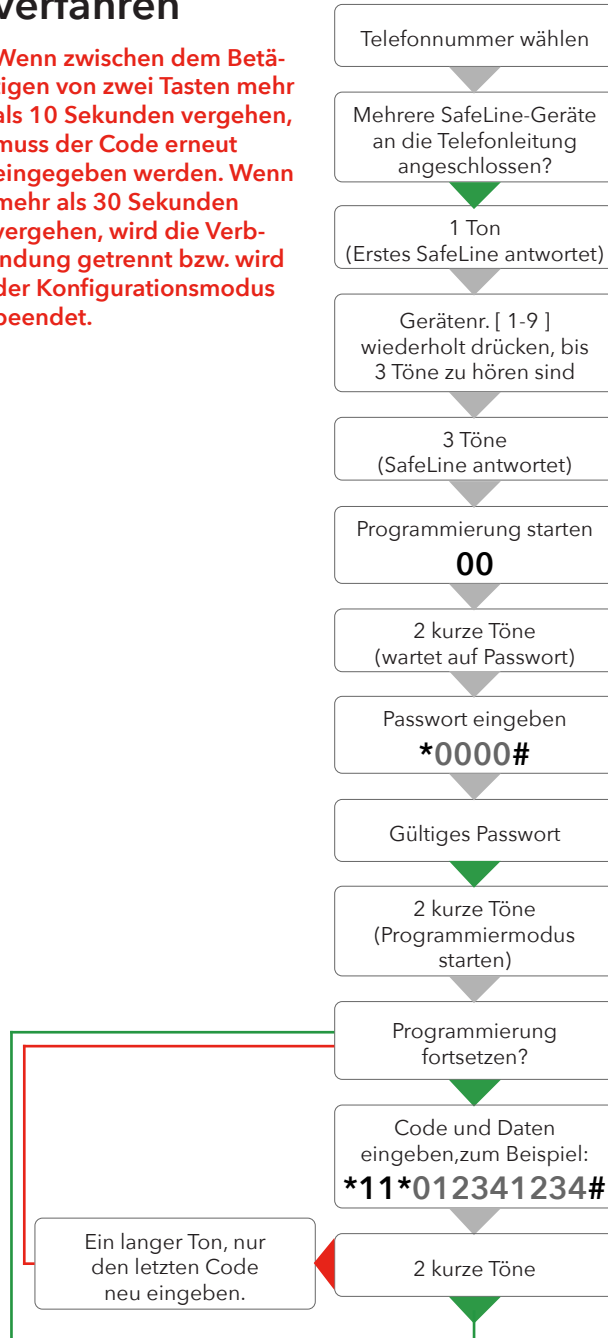 verfahren
Wenn zwischen dem Betä-
tigen von zwei Tasten mehr
als 10 Sekunden vergehen,
muss der Code erneut
eingegeben werden. Wenn
mehr als 30 Sekunden
vergehen, wird die Verb-
indung getrennt bzw. wird
der Konfigurationsmodus
beendet.
Telefonnummer wählen
Mehrere SafeLine-Geräte
an die Telefonleitung
angeschlossen?
1 Ton
(Erstes SafeLine antwortet)
Gerätenr. [ 1-9 ]
wiederholt drücken, bis
3 Töne zu hören sind
3 Töne
(SafeLine antwortet)
Programmierung starten
00
2 kurze Töne
(wartet auf Passwort)
Passwort eingeben
*0000#
Gültiges Passwort
2 kurze Töne
(Programmiermodus
starten)
Programmierung
fortsetzen?
Code und Daten
eingeben,zum Beispiel:
*11*012341234#
Ein langer Ton, nur
den letzten Code
neu eingeben.
2 kurze Töne